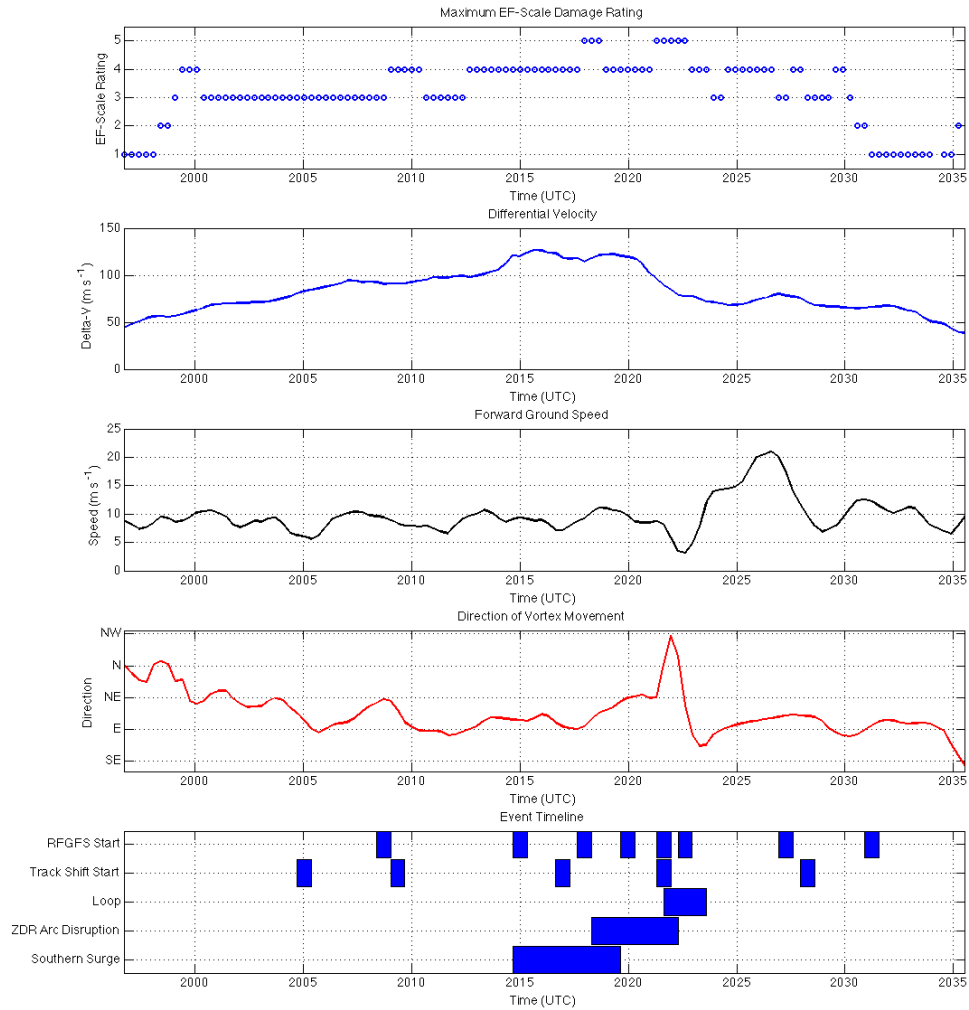 Maximum EF-Scale Damage Rating
EF-Scale Rating
5
4
3
2
1
2000 2005 2010 2015 2020 2025 2030 2035
Time (UTC)
Differential Velocity
Delta-V (m s⁻¹)
150
100
50
0
2000 2005 2010 2015 2020 2025 2030 2035
Time (UTC)
Forward Ground Speed
Speed (m s⁻¹)
25
20
15
10
5
0
2000 2005 2010 2015 2020 2025 2030 2035
Time (UTC)
Direction of Vortex Movement
Direction
NW
N
NE
E
SE
2000 2005 2010 2015 2020 2025 2030 2035
Time (UTC)
Event Timeline
RFGFS Start
Track Shift Start
Loop
ZDR Arc Disruption
Southern Surge
2000 2005 2010 2015 2020 2025 2030 2035
Time (UTC)